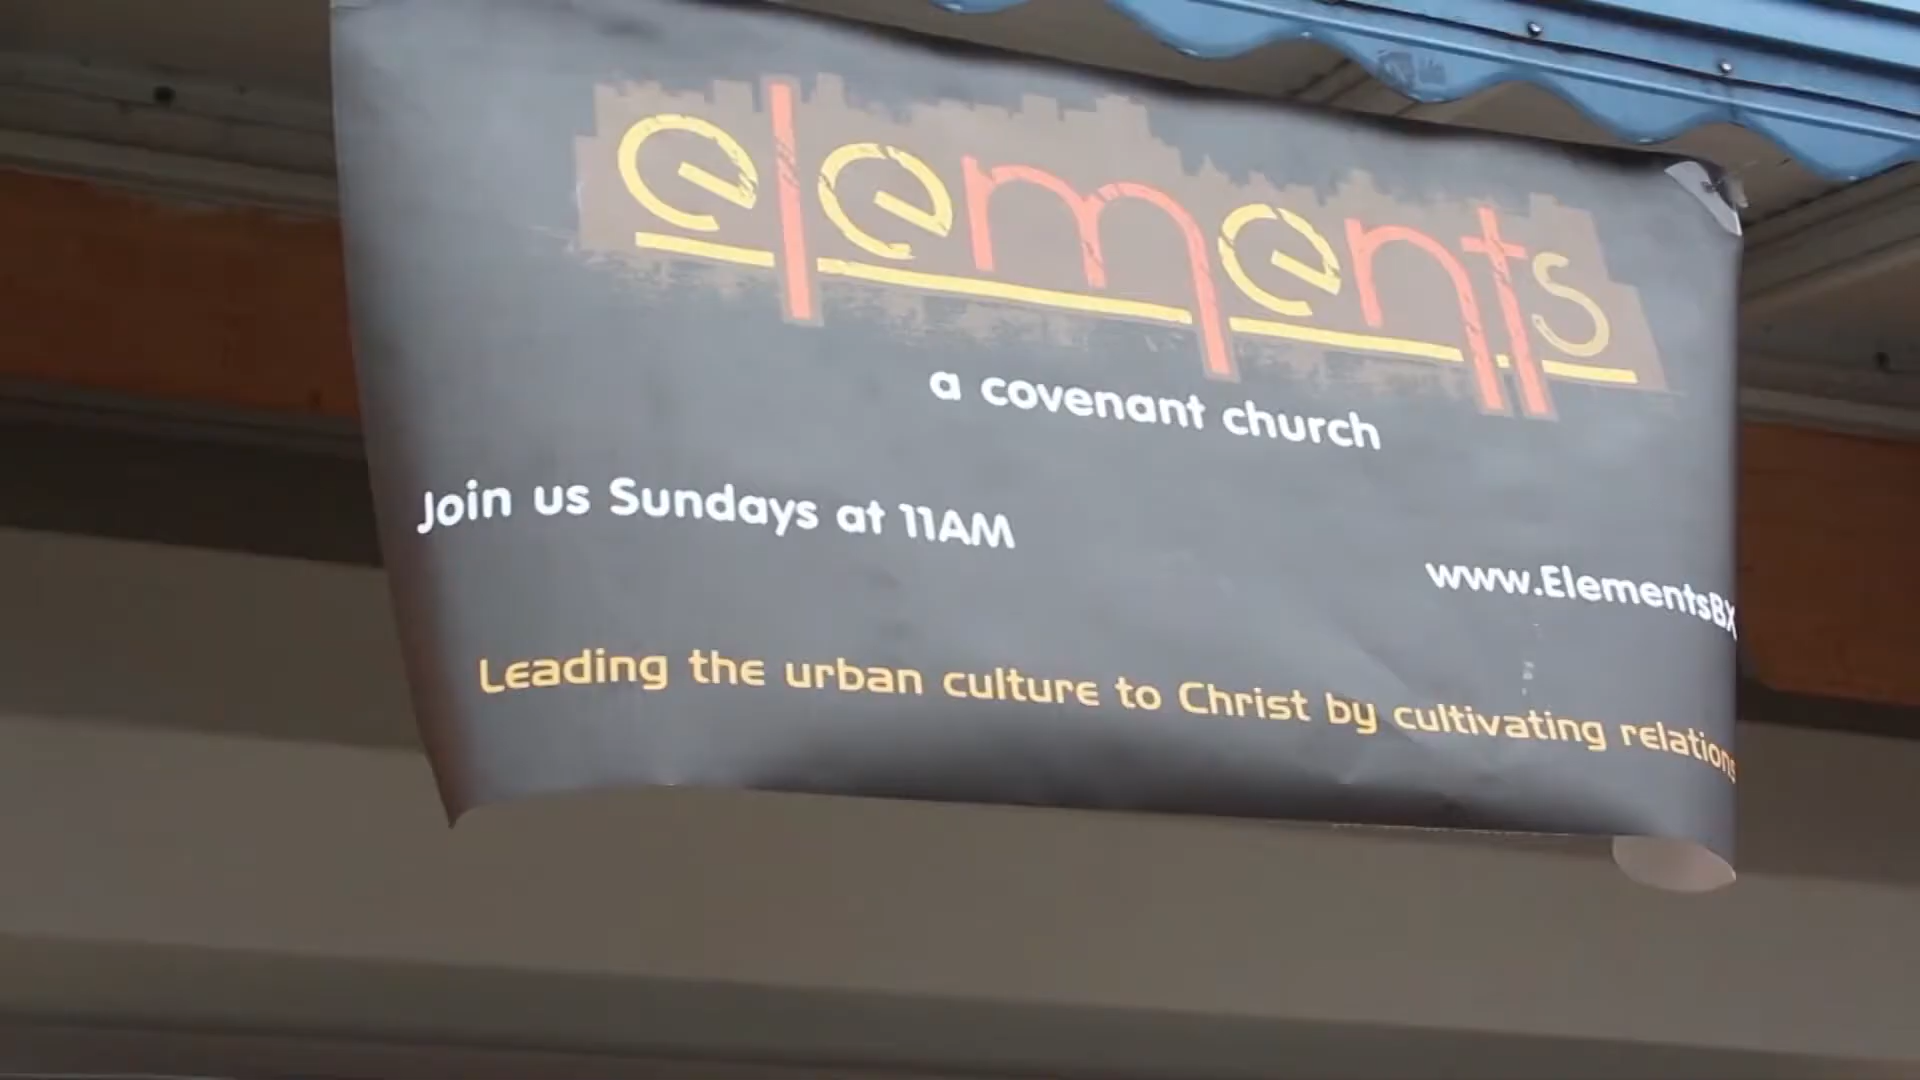 elements
a covenant church
Join us Sundays at 11AM
www.ElementsBX
Leading the urban culture to Christ by cultivating relations